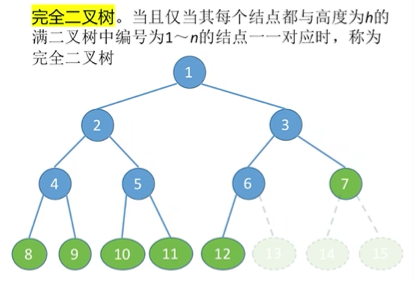 完全二叉树。当且仅当其每个结点都与高度为h的
满二叉树中编号为1～n的结点一一对应时，称为
完全二叉树
1
2 3
4 5 6 7
8 9 10 11 12 13 14 15